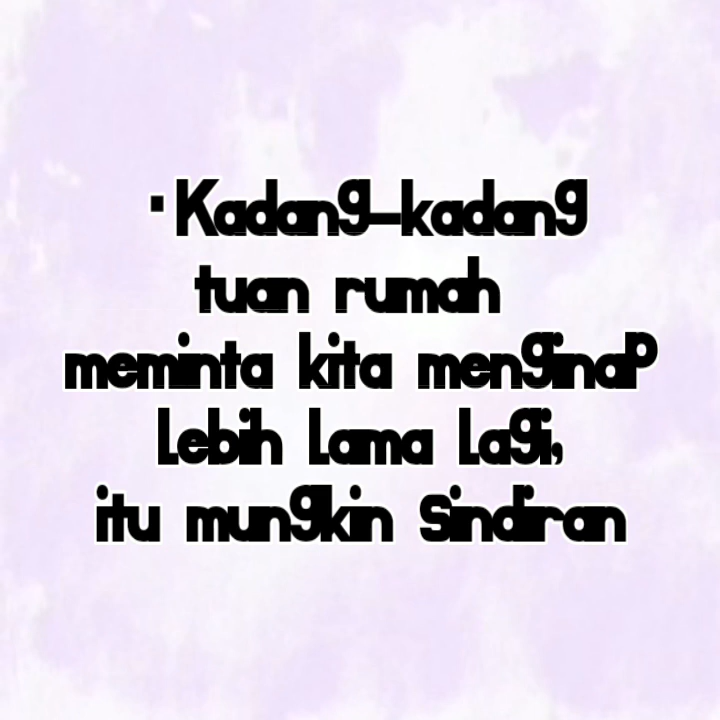 • Kadang-kadang
tuan rumah
meminta kita menginap
lebih lama lagi,
itu mungkin sindiran